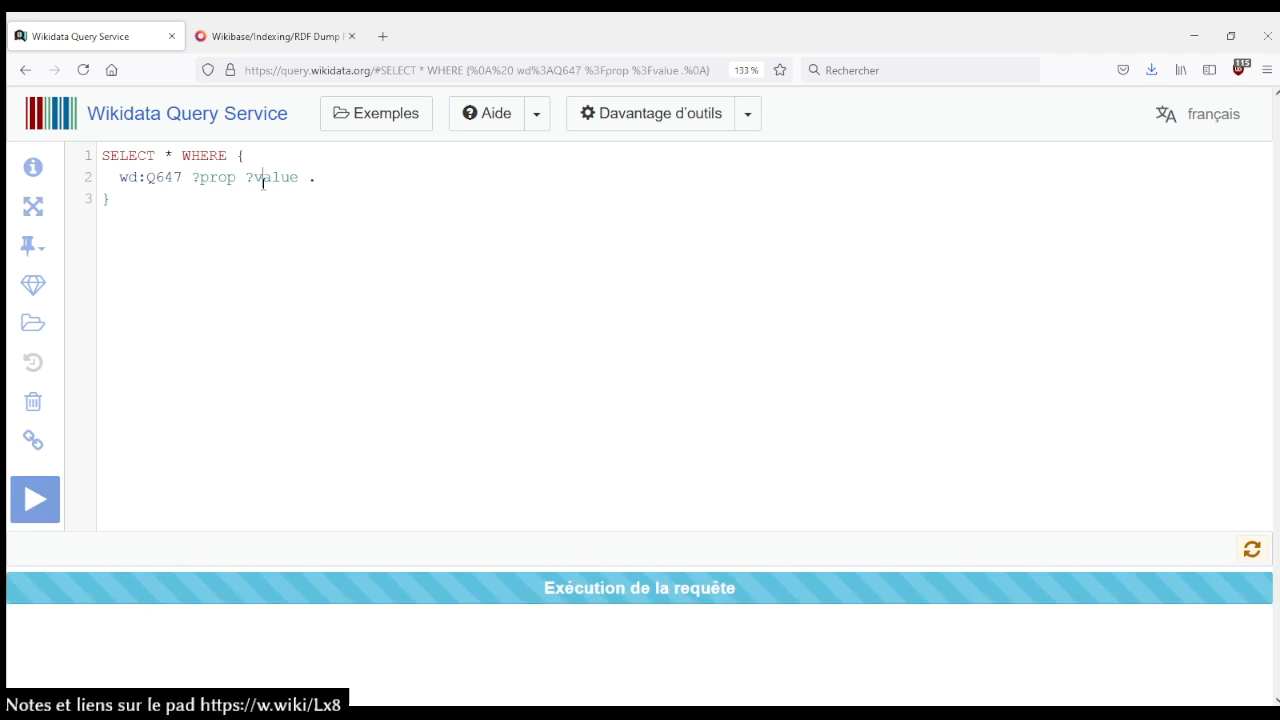 Wikidata Query Service
Wikibase/Indexing/RDF Dump
https://query.wikidata.org/#SELECT * WHERE {%0A%20 wd%3AQ647 %3Fprop %3Fvalue .%0A}
133 %
Rechercher
115
Wikidata Query Service
Exemples
Aide
Davantage d'outils
français
1 SELECT * WHERE {
2 wd:Q647 ?prop ?value .
3 }
Exécution de la requête
Notes et liens sur le pad https://w.wiki/Lx8